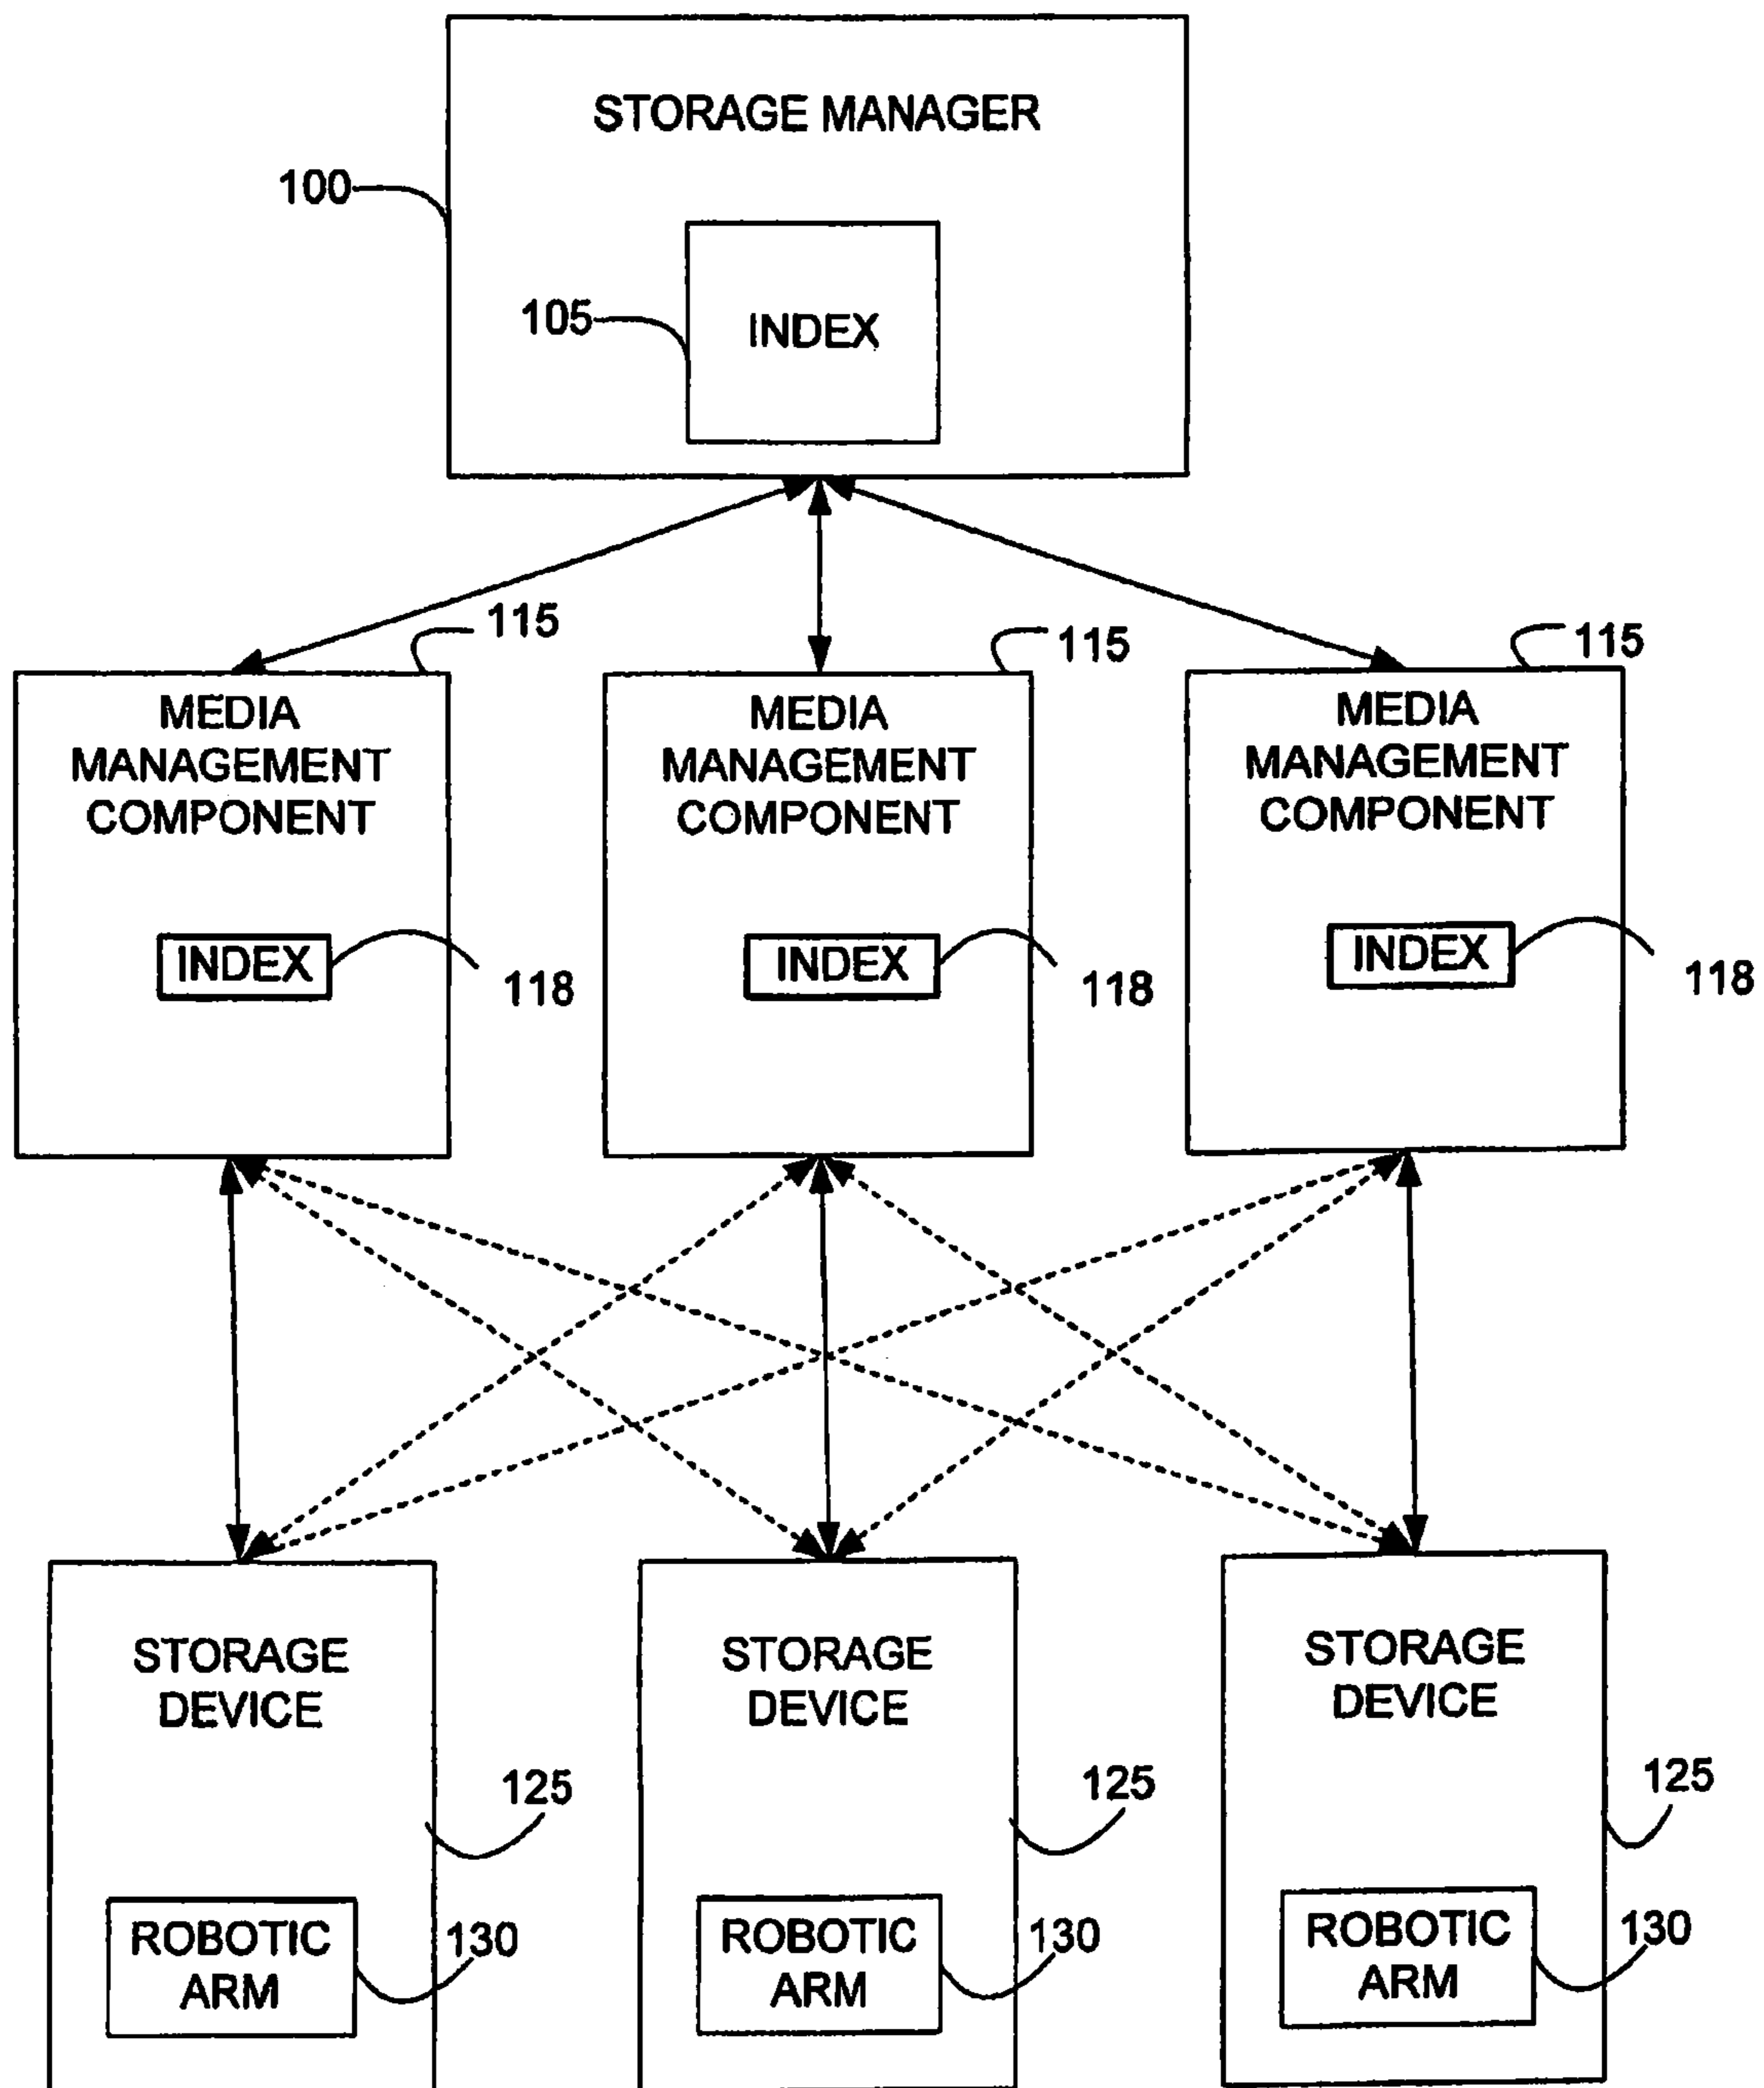 STORAGE MANAGER
100
105
INDEX
115
115
115
MEDIA
MANAGEMENT
COMPONENT
MEDIA
MANAGEMENT
COMPONENT
MEDIA
MANAGEMENT
COMPONENT
INDEX
118
INDEX
118
INDEX
118
STORAGE
DEVICE
STORAGE
DEVICE
STORAGE
DEVICE
125
125
125
ROBOTIC
ARM
130
ROBOTIC
ARM
130
ROBOTIC
ARM
130